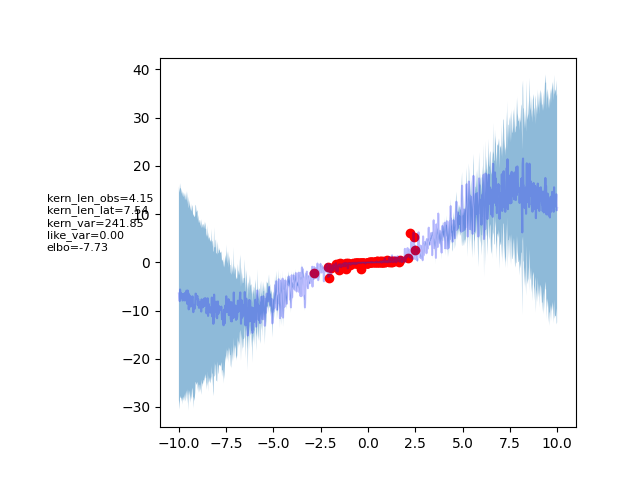 40
30
20
10
0
−10
−20
−30
kern_len_obs=4.15
kern_len_lat=7.54
kern_var=241.85
like_var=0.00
elbo=-7.73
−10.0 −7.5 −5.0 −2.5 0.0 2.5 5.0 7.5 10.0